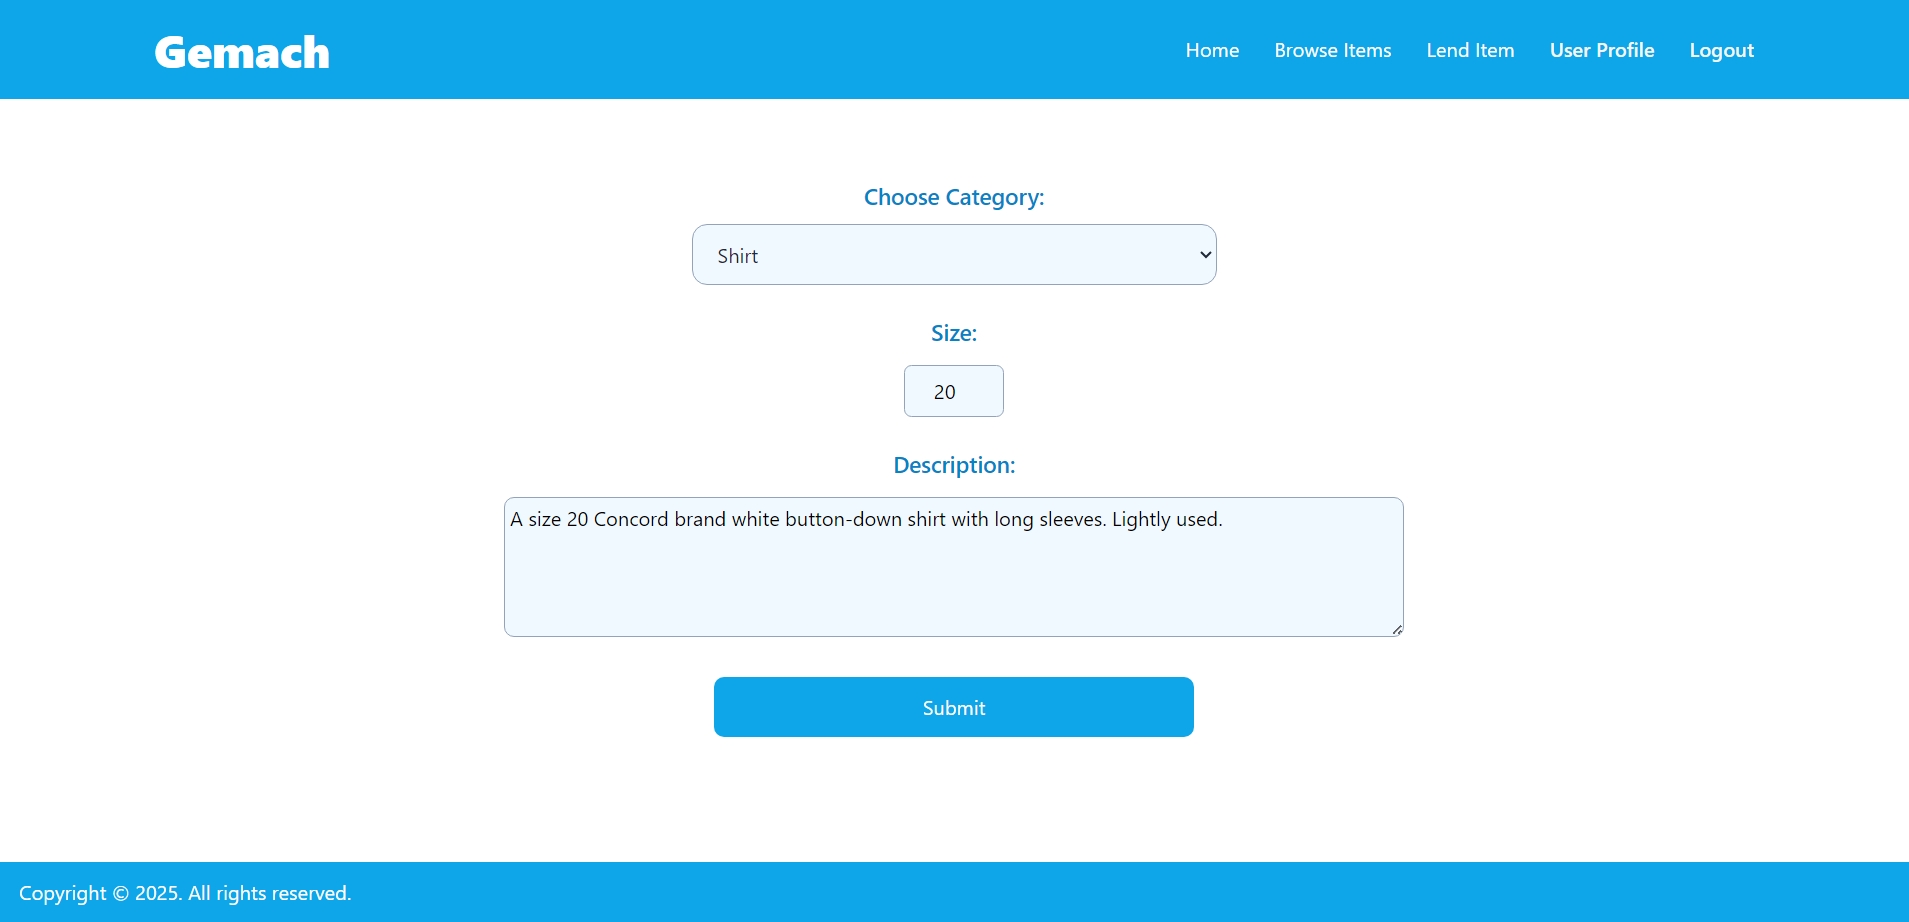 Gemach
Home Browse Items Lend Item User Profile Logout
Choose Category:
Shirt
Size:
20
Description:
A size 20 Concord brand white button-down shirt with long sleeves. Lightly used.
Submit
Copyright © 2025. All rights reserved.